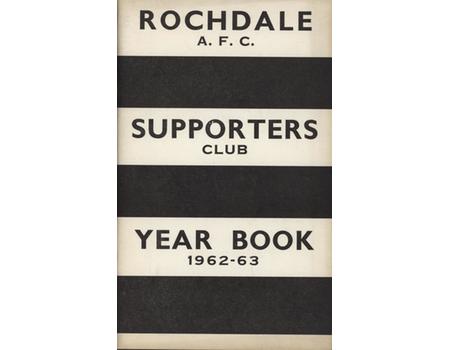 ROCHDALE
A. F. C.
SUPPORTERS
CLUB
YEAR BOOK
1962-63